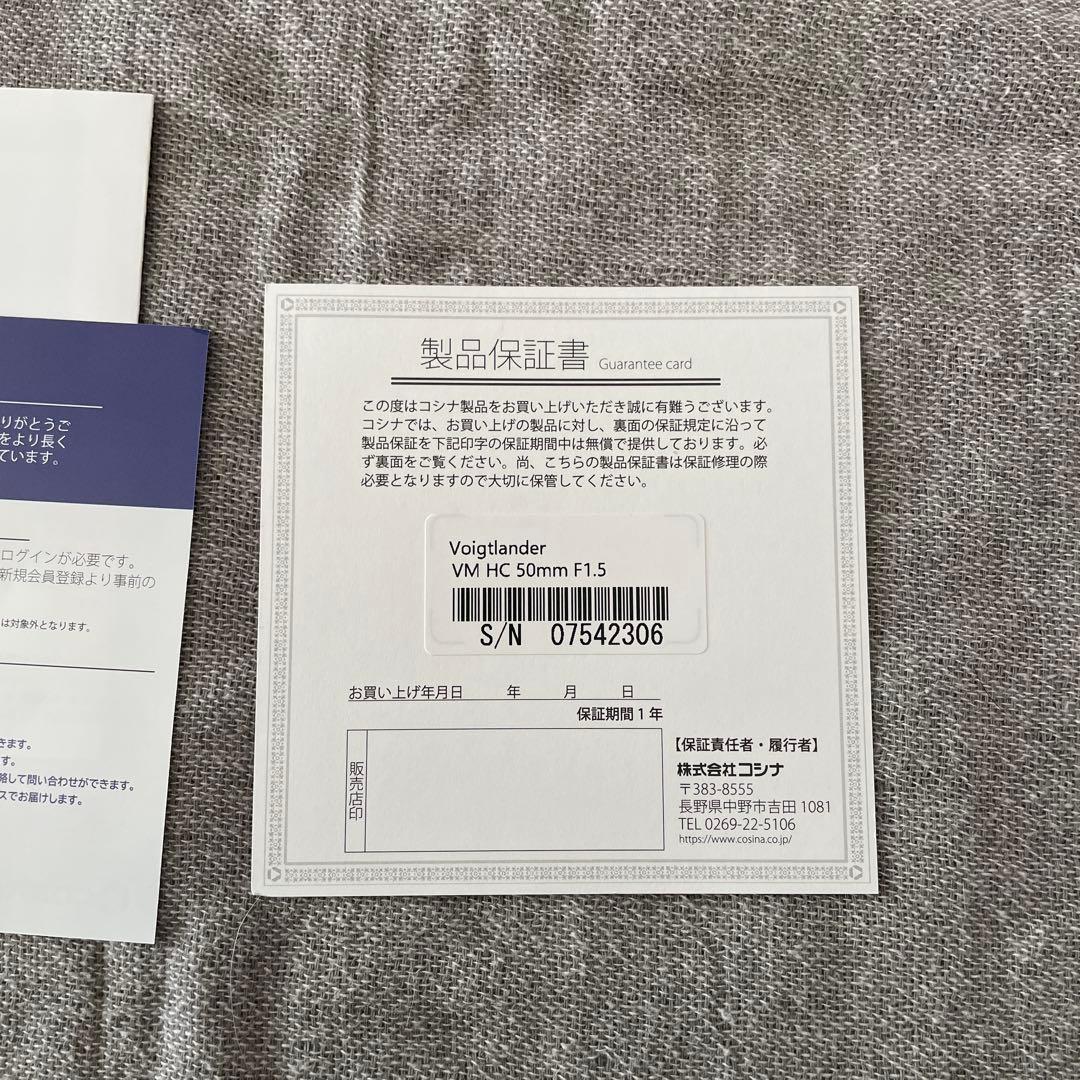 りがとうご
をより長く
ています。
ログインが必要です。
新規会員登録より事前の
は対象外となります。
きます。
す。
略して問い合わせができます。
スでお届けします。
製品保証書 Guarantee card
この度はコシナ製品をお買い上げいただき誠に有難うございます。
コシナでは、お買い上げの製品に対し、裏面の保証規定に沿って
製品保証を下記印字の保証期間中は無償で提供しております。必
ず裏面をご覧ください。尚、こちらの製品保証書は保証修理の際
必要となりますので大切に保管してください。
Voigtlander
VM HC 50mm F1.5
S/N 07542306
お買い上げ年月日 年 月 日
保証期間1年
販売店印
【保証責任者・履行者】
株式会社コシナ
〒383-8555
長野県中野市吉田 1081
TEL 0269-22-5106
https://www.cosina.co.jp/